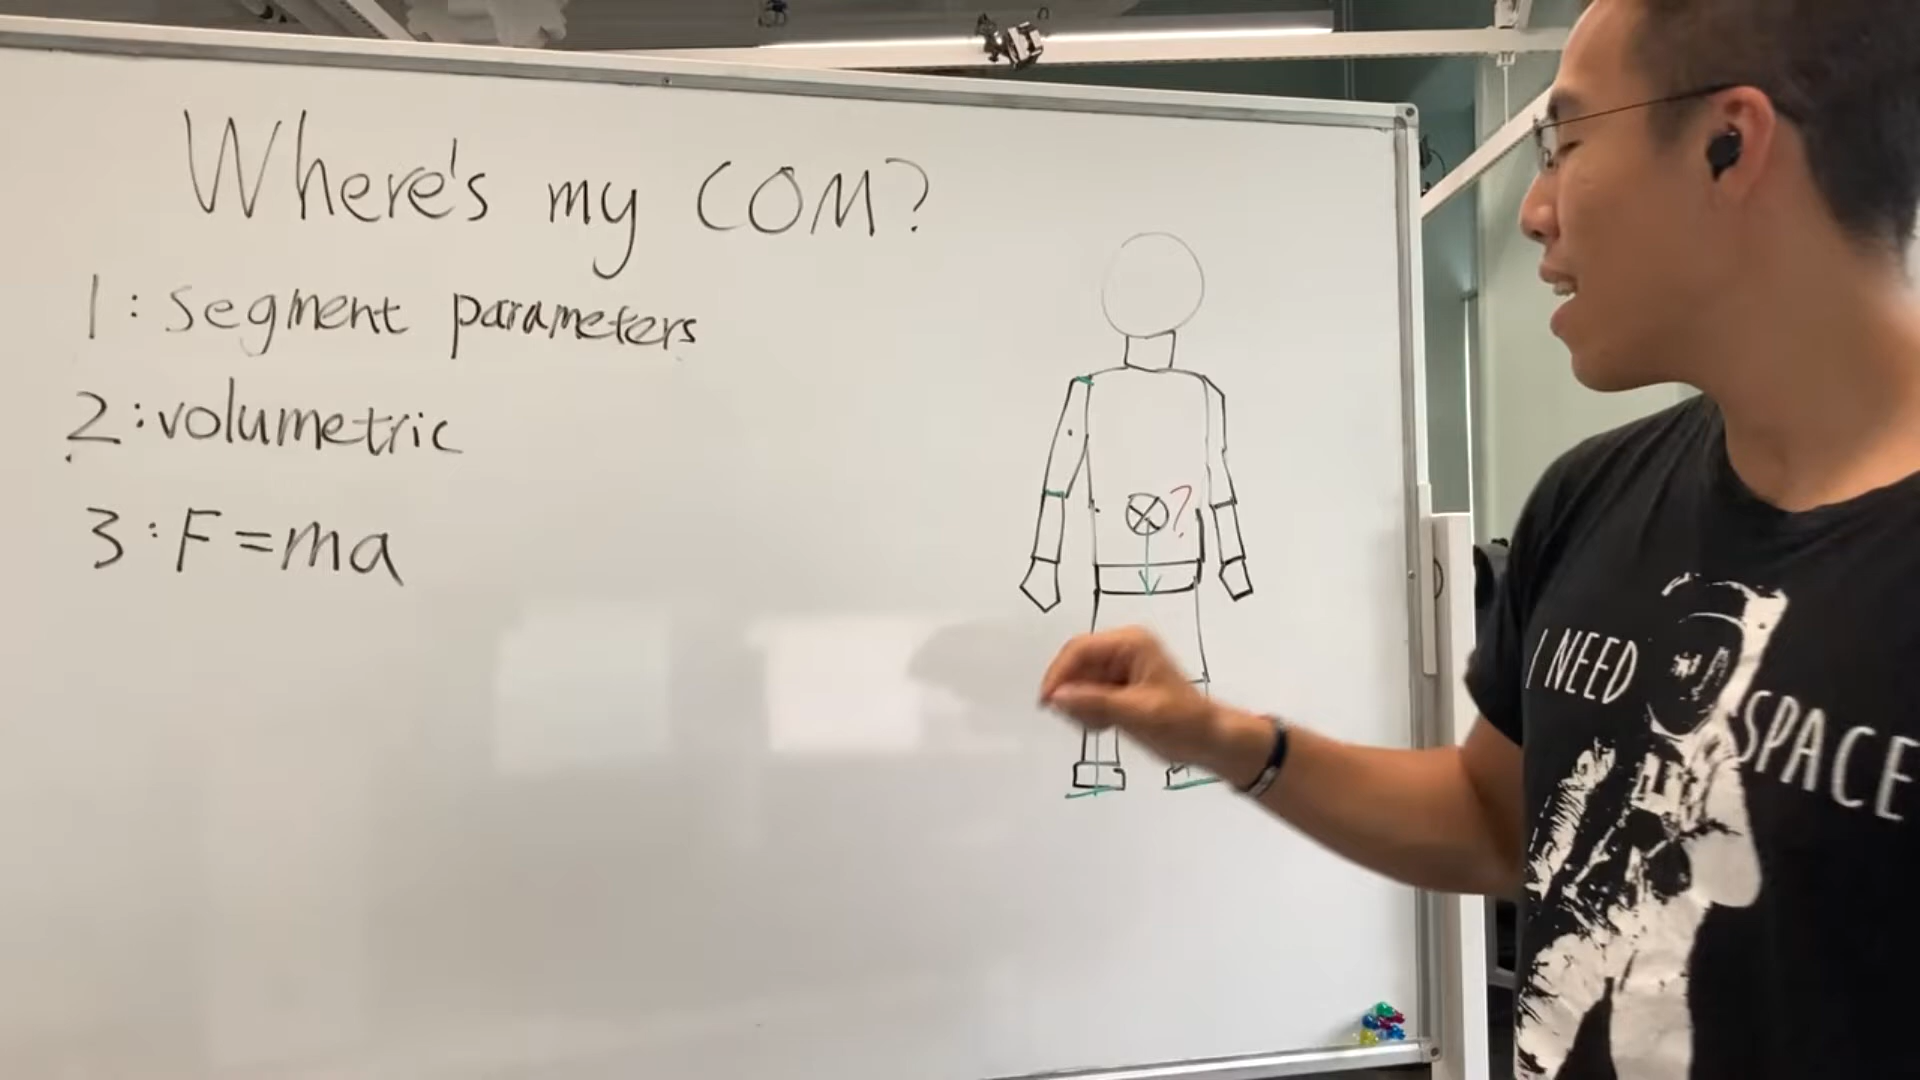 Where's my COM?
1: segment parameters
2: volumetric
3: F=ma
?
I NEED SPACE